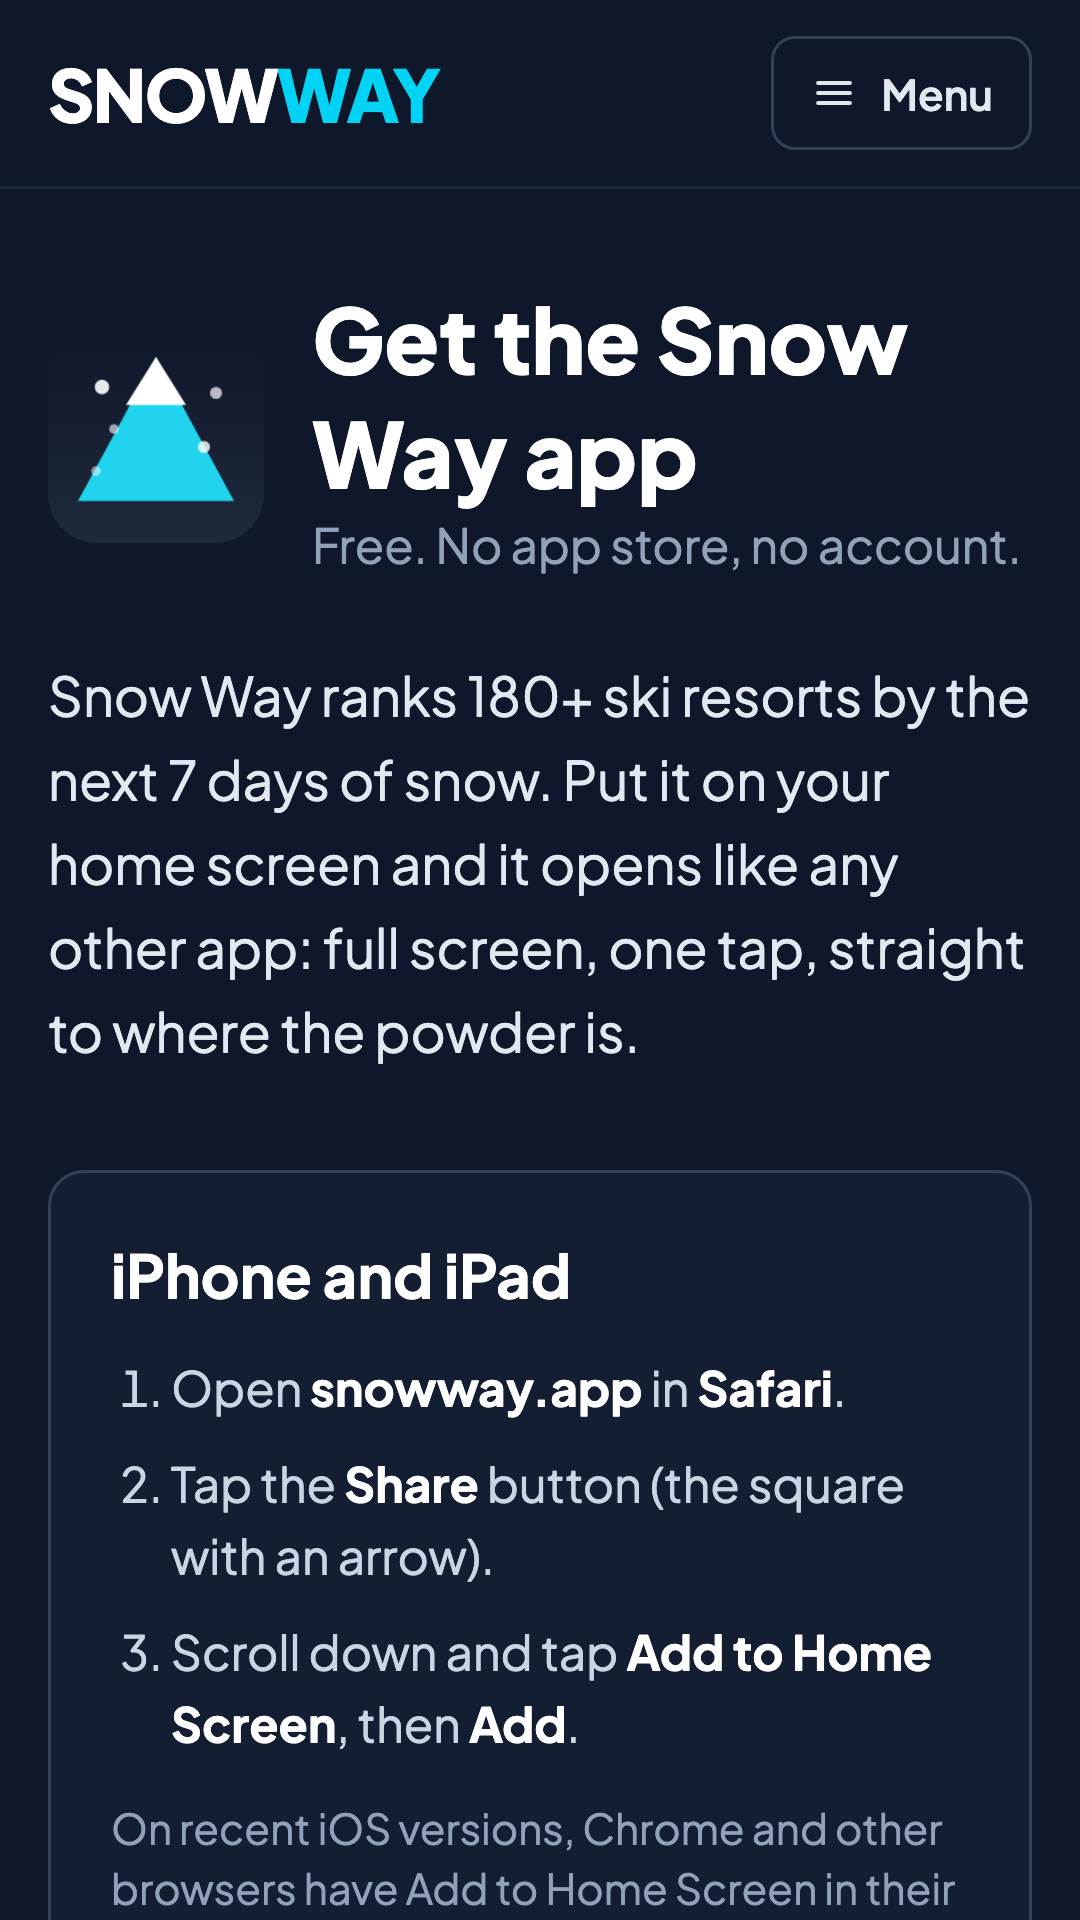 SNOWWAY
Menu
Get the Snow
Way app
Free. No app store, no account.
Snow Way ranks 180+ ski resorts by the
next 7 days of snow. Put it on your
home screen and it opens like any
other app: full screen, one tap, straight
to where the powder is.
iPhone and iPad
1. Open snowway.app in Safari.
2. Tap the Share button (the square
with an arrow).
3. Scroll down and tap Add to Home
Screen, then Add.
On recent iOS versions, Chrome and other
browsers have Add to Home Screen in their